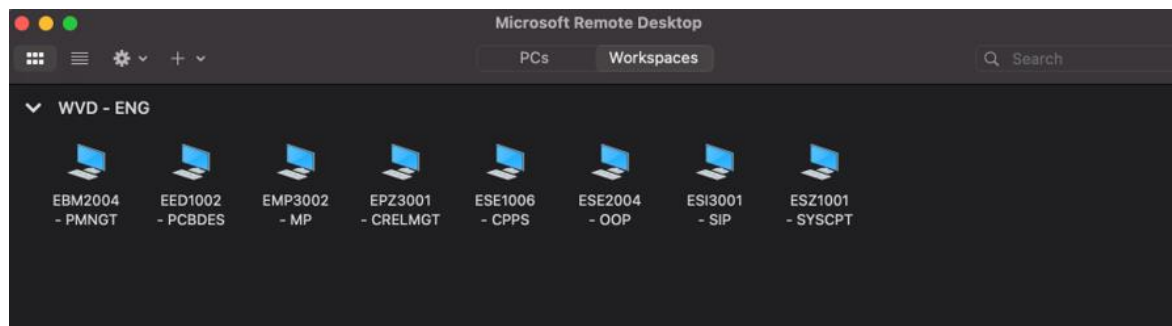 Microsoft Remote Desktop
PCs
Workspaces
Search
WVD - ENG
EBM2004
- PMNGT
EED1002
- PCBDES
EMP3002
- MP
EPZ3001
- CRELMGT
ESE1006
- CPPS
ESE2004
- OOP
ESI3001
- SIP
ESZ1001
- SYSCPT